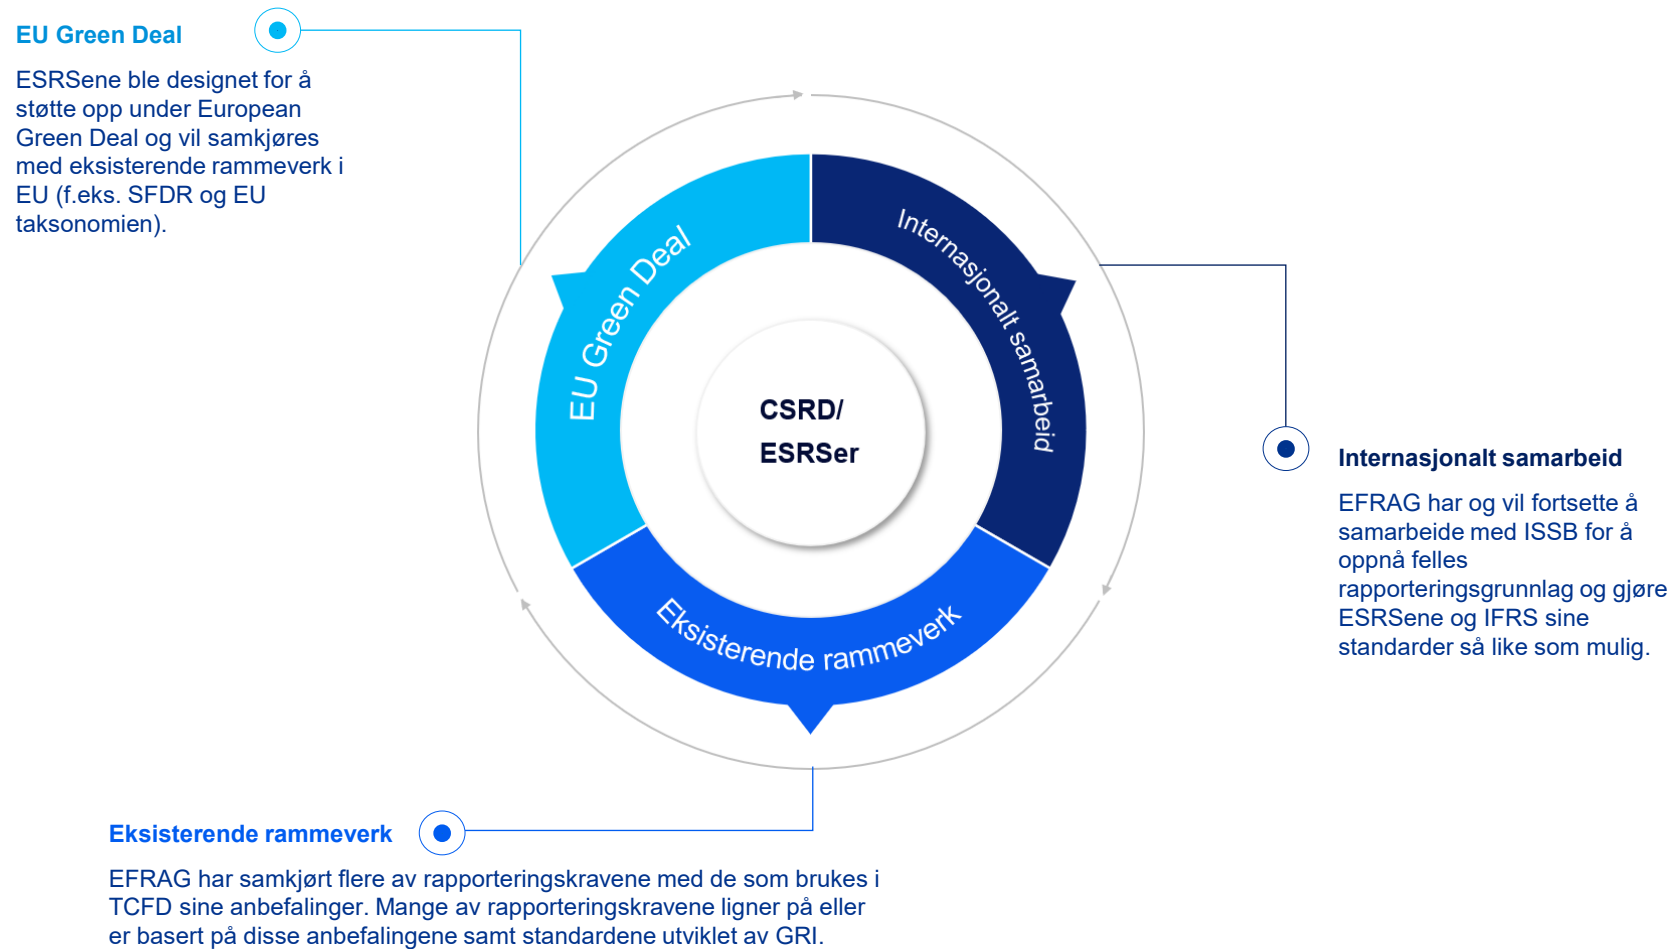 EU Green Deal
ESRSene ble designet for å
støtte opp under European
Green Deal og vil samkjøres
med eksisterende rammeverk i
EU (f.eks. SFDR og EU
taksonomien).
EU Green Deal
Internasjonalt samarbeid
Eksisterende rammeverk
CSRD/
ESRSer
Internasjonalt samarbeid
EFRAG har og vil fortsette å
samarbeide med ISSB for å
oppnå felles
rapporteringsgrunnlag og gjøre
ESRSene og IFRS sine
standarder så like som mulig.
Eksisterende rammeverk
EFRAG har samkjørt flere av rapporteringskravene med de som brukes i
TCFD sine anbefalinger. Mange av rapporteringskravene ligner på eller
er basert på disse anbefalingene samt standardene utviklet av GRI.